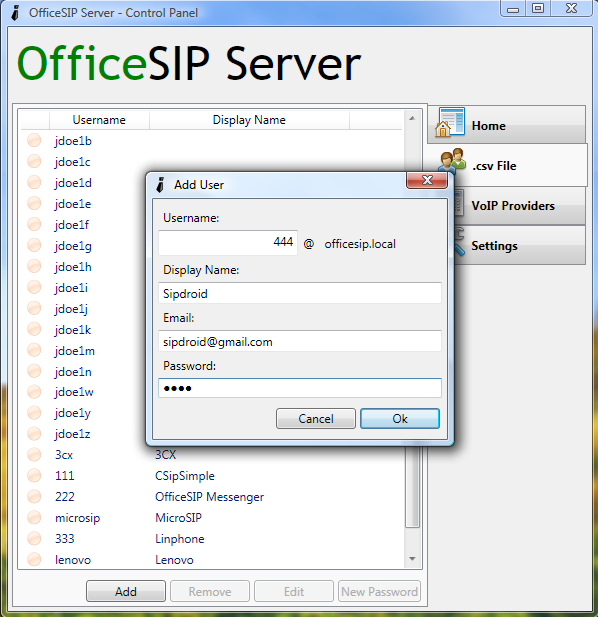 OfficeSIP Server - Control Panel
OfficeSIP Server
Username Display Name
jdoe1b
jdoe1c
jdoe1d
jdoe1e
jdoe1f
jdoe1g
jdoe1h
jdoe1i
jdoe1j
jdoe1k
jdoe1m
jdoe1n
jdoe1w
jdoe1y
jdoe1z
3cx 3CX
111 CSipSimple
222 OfficeSIP Messenger
microsip MicroSIP
333 Linphone
lenovo Lenovo
Add Remove Edit New Password
Home
.csv File
VoIP Providers
Settings
Add User
Username:
444 @ officesip.local
Display Name:
Sipdroid
Email:
sipdroid@gmail.com
Password:
●●●●
Cancel Ok